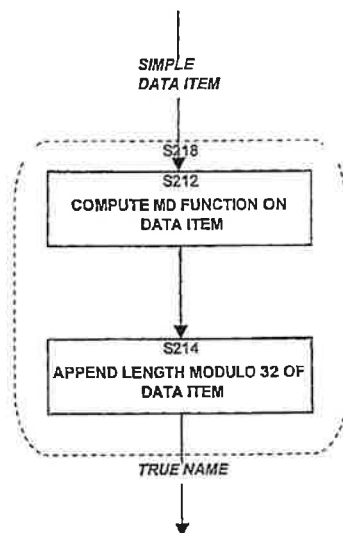 SIMPLE
DATA ITEM
S218
S212
COMPUTE MD FUNCTION ON
DATA ITEM
S214
APPEND LENGTH MODULO 32 OF
DATA ITEM
TRUE NAME